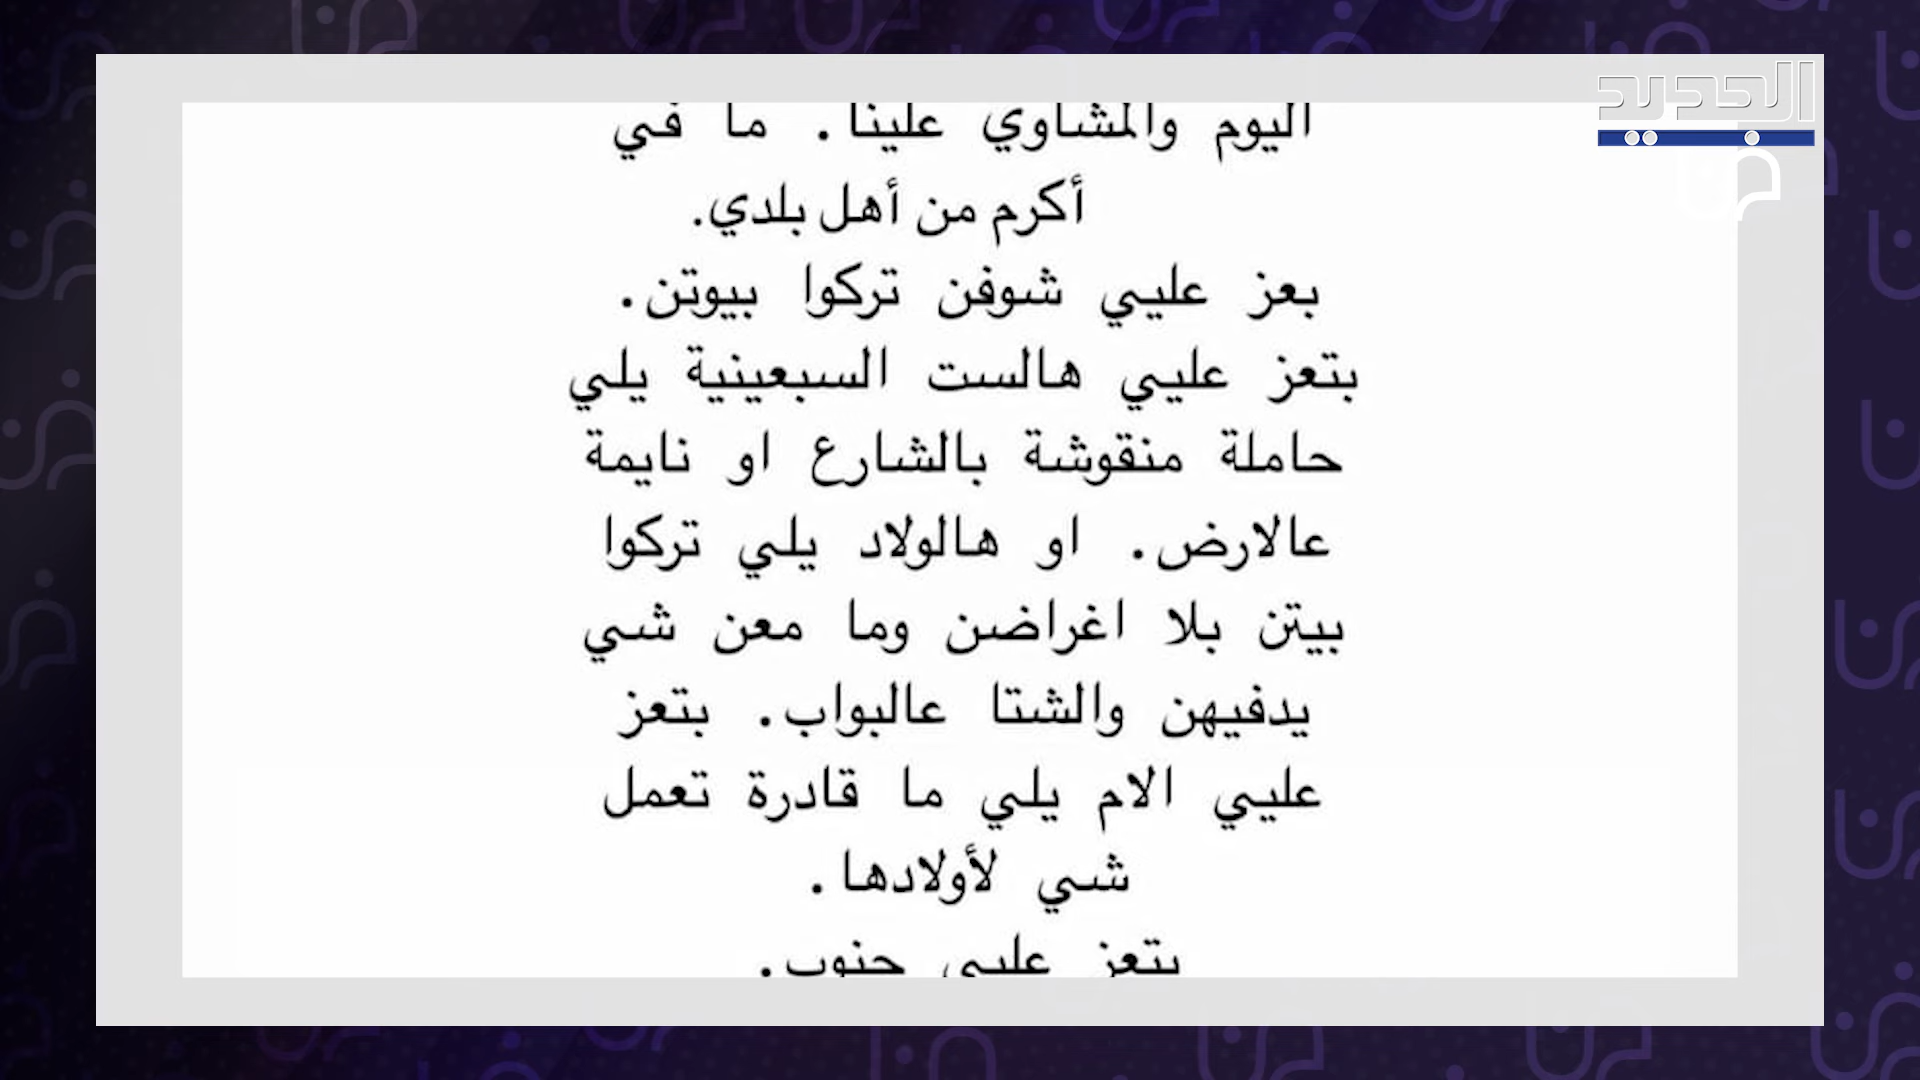 الجديد
اليوم والمشاوي علينا. ما في
أكرم من أهل بلدي.
بعز عليي شوفن تركوا بيوتن.
بتعز عليي هالست السبعينية يلي
حاملة منقوشة بالشارع او نايمة
عالارض. او هالولاد يلي تركوا
بيتن بلا اغراضن وما معن شي
يدفيهن والشتا عالبواب. بتعز
عليي الام يلي ما قادرة تعمل
شي لأولادها.
بتعز عليي جنوب.